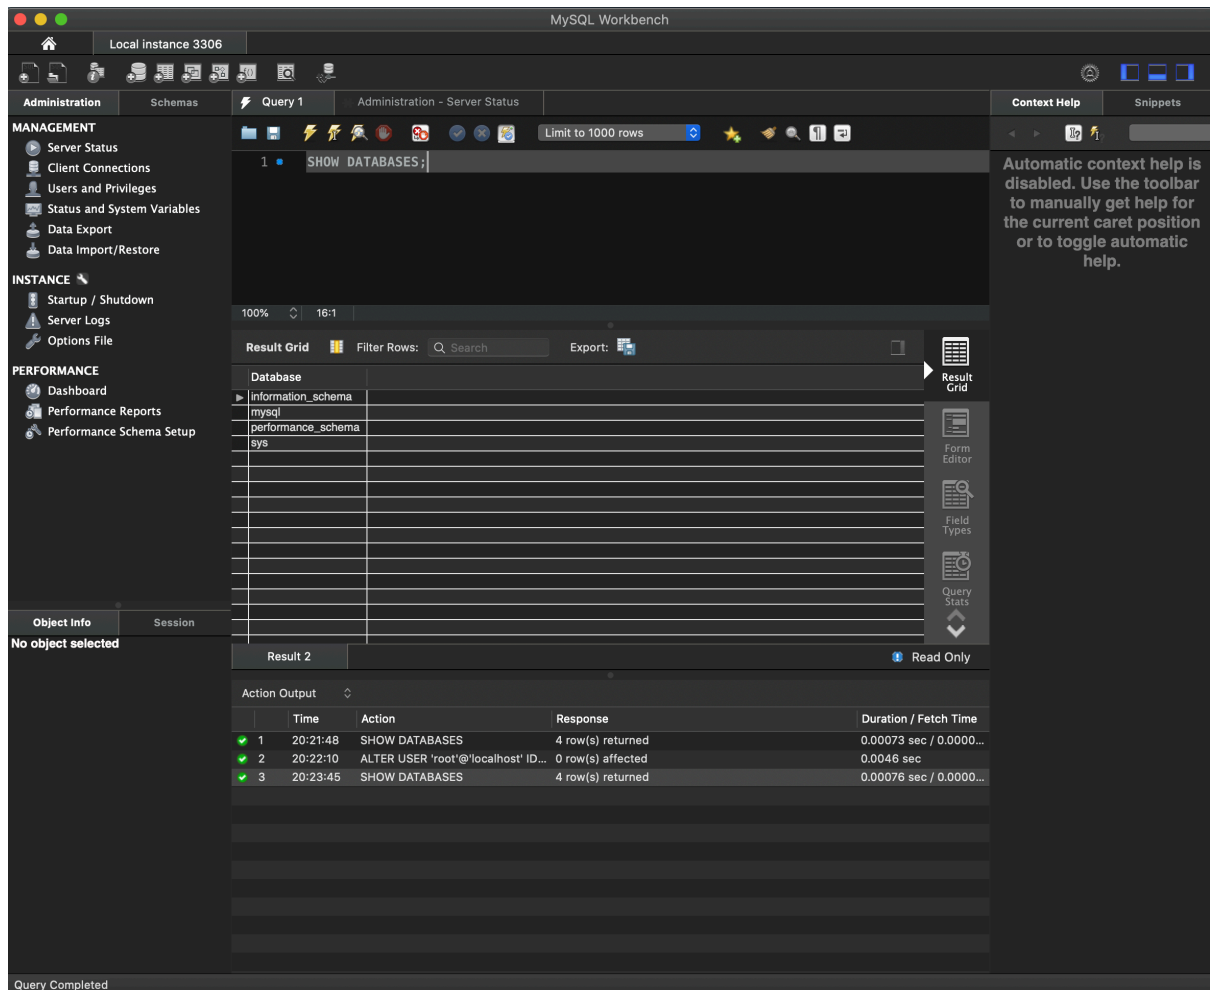 MySQL Workbench
Local instance 3306
Administration
Schemas
MANAGEMENT
Server Status
Client Connections
Users and Privileges
Status and System Variables
Data Export
Data Import/Restore
INSTANCE
Startup / Shutdown
Server Logs
Options File
PERFORMANCE
Dashboard
Performance Reports
Performance Schema Setup
Object Info
Session
No object selected
Query 1
Administration - Server Status
Limit to 1000 rows
1 SHOW DATABASES;
100% 16:1
Result Grid Filter Rows: Search Export:
Database
information_schema
mysql
performance_schema
sys
Result
Grid
Form
Editor
Field
Types
Query
Stats
Result 2
Read Only
Action Output
Time Action Response Duration / Fetch Time
1 20:21:48 SHOW DATABASES 4 row(s) returned 0.00073 sec / 0.0000...
2 20:22:10 ALTER USER 'root'@'localhost' ID... 0 row(s) affected 0.0046 sec
3 20:23:45 SHOW DATABASES 4 row(s) returned 0.00076 sec / 0.0000...
Context Help
Snippets
Automatic context help is
disabled. Use the toolbar
to manually get help for
the current caret position
or to toggle automatic
help.
Query Completed